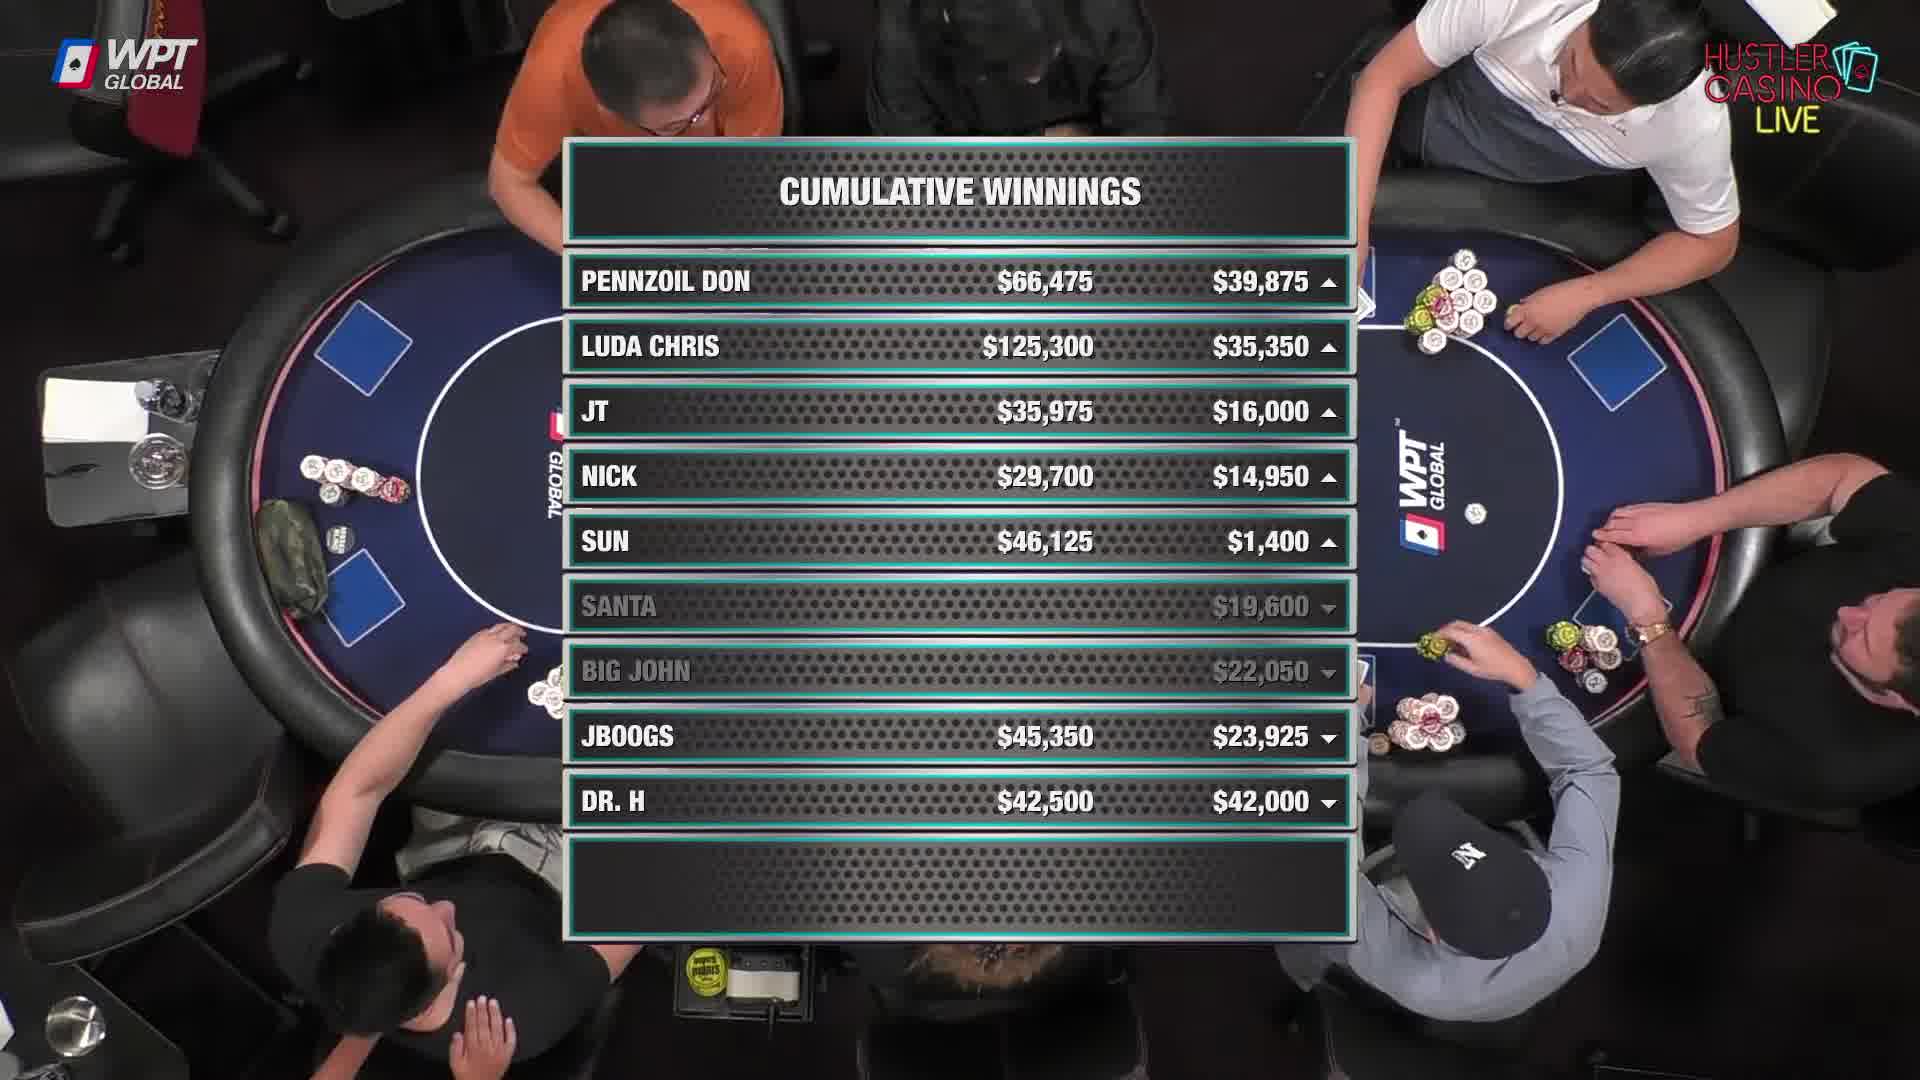 WPT
GLOBAL
HUSTLER
CASINO
LIVE
CUMULATIVE WINNINGS
PENNZOIL DON $66,475 $39,875
LUDA CHRIS $125,300 $35,350
JT $35,975 $16,000
NICK $29,700 $14,950
SUN $46,125 $1,400
SANTA $19,600
BIG JOHN $22,050
JBOOGS $45,350 $23,925
DR. H $42,500 $42,000
GLOBAL
WPT
GLOBAL
N